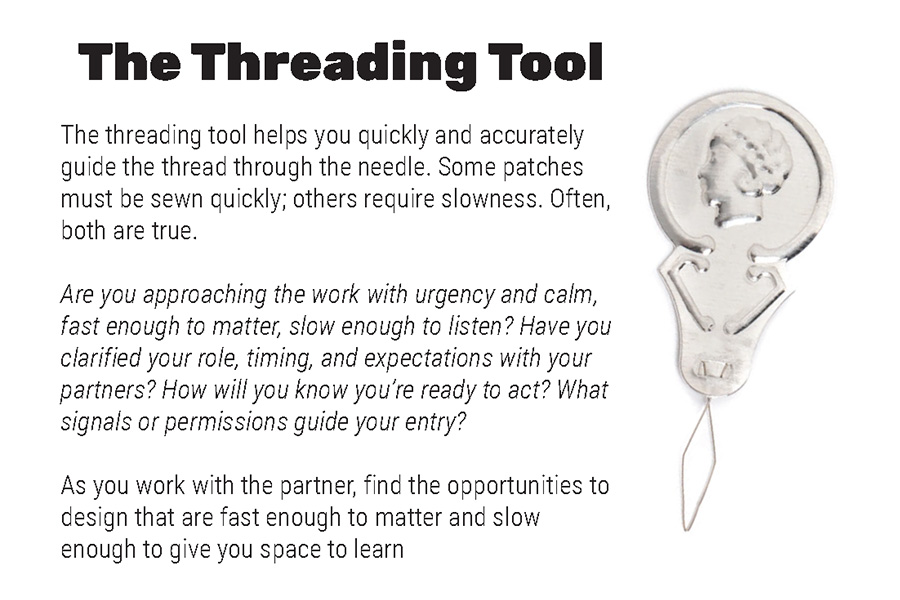 The Threading Tool
The threading tool helps you quickly and accurately
guide the thread through the needle. Some patches
must be sewn quickly; others require slowness. Often,
both are true.
Are you approaching the work with urgency and calm,
fast enough to matter, slow enough to listen? Have you
clarified your role, timing, and expectations with your
partners? How will you know you're ready to act? What
signals or permissions guide your entry?
As you work with the partner, find the opportunities to
design that are fast enough to matter and slow
enough to give you space to learn